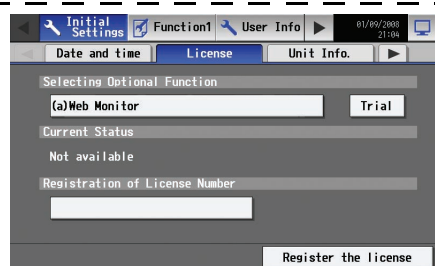 Initial
Settings
Function1
User Info
01/09/2008
21:04
Date and time
License
Unit Info.
Selecting Optional Function
(a)Web Monitor
Trial
Current Status
Not available
Registration of License Number
Register the license